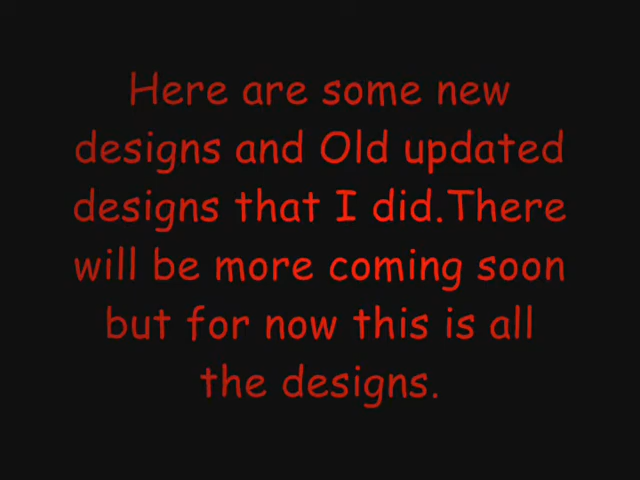 Here are some new
designs and Old updated
designs that I did.There
will be more coming soon
but for now this is all
the designs.